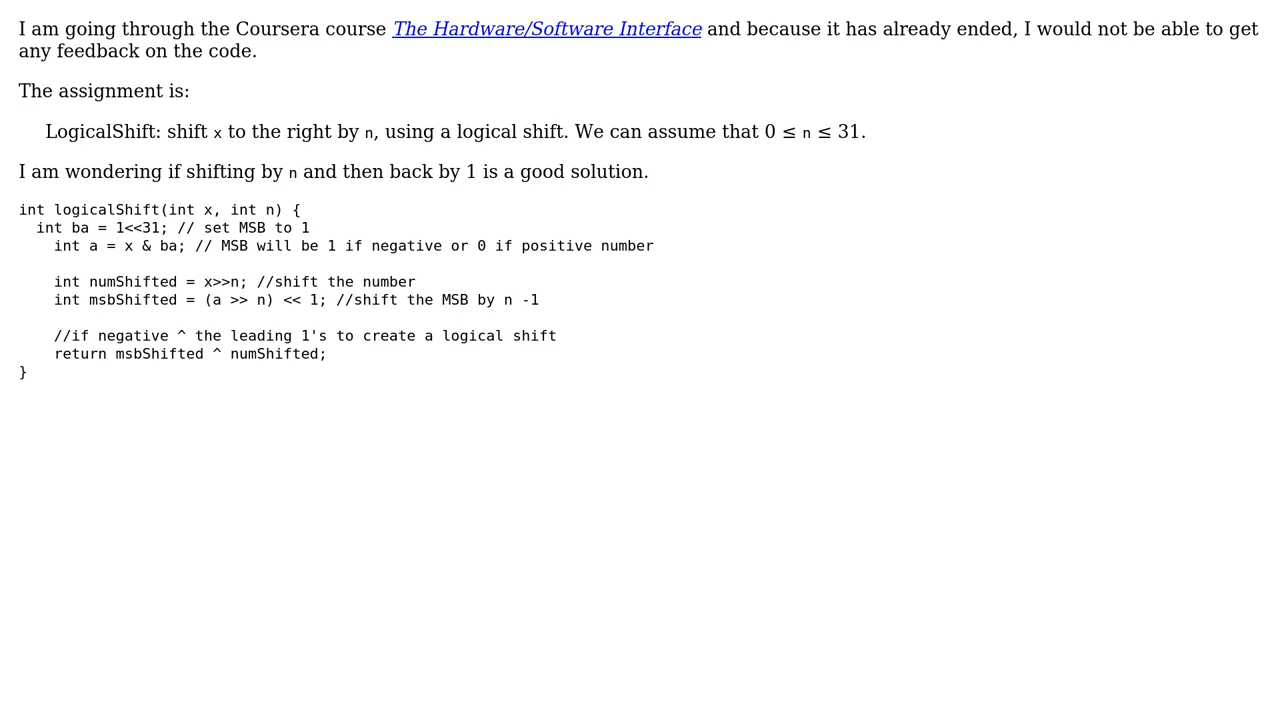 I am going through the Coursera course The Hardware/Software Interface and because it has already ended, I would not be able to get
any feedback on the code.
The assignment is:
LogicalShift: shift x to the right by n, using a logical shift. We can assume that 0 ≤ n ≤ 31.
I am wondering if shifting by n and then back by 1 is a good solution.
int logicalShift(int x, int n) {
  int ba = 1<<31; // set MSB to 1
    int a = x & ba; // MSB will be 1 if negative or 0 if positive number
    int numShifted = x>>n; //shift the number
    int msbShifted = (a >> n) << 1; //shift the MSB by n -1
    //if negative ^ the leading 1's to create a logical shift
    return msbShifted ^ numShifted;
}